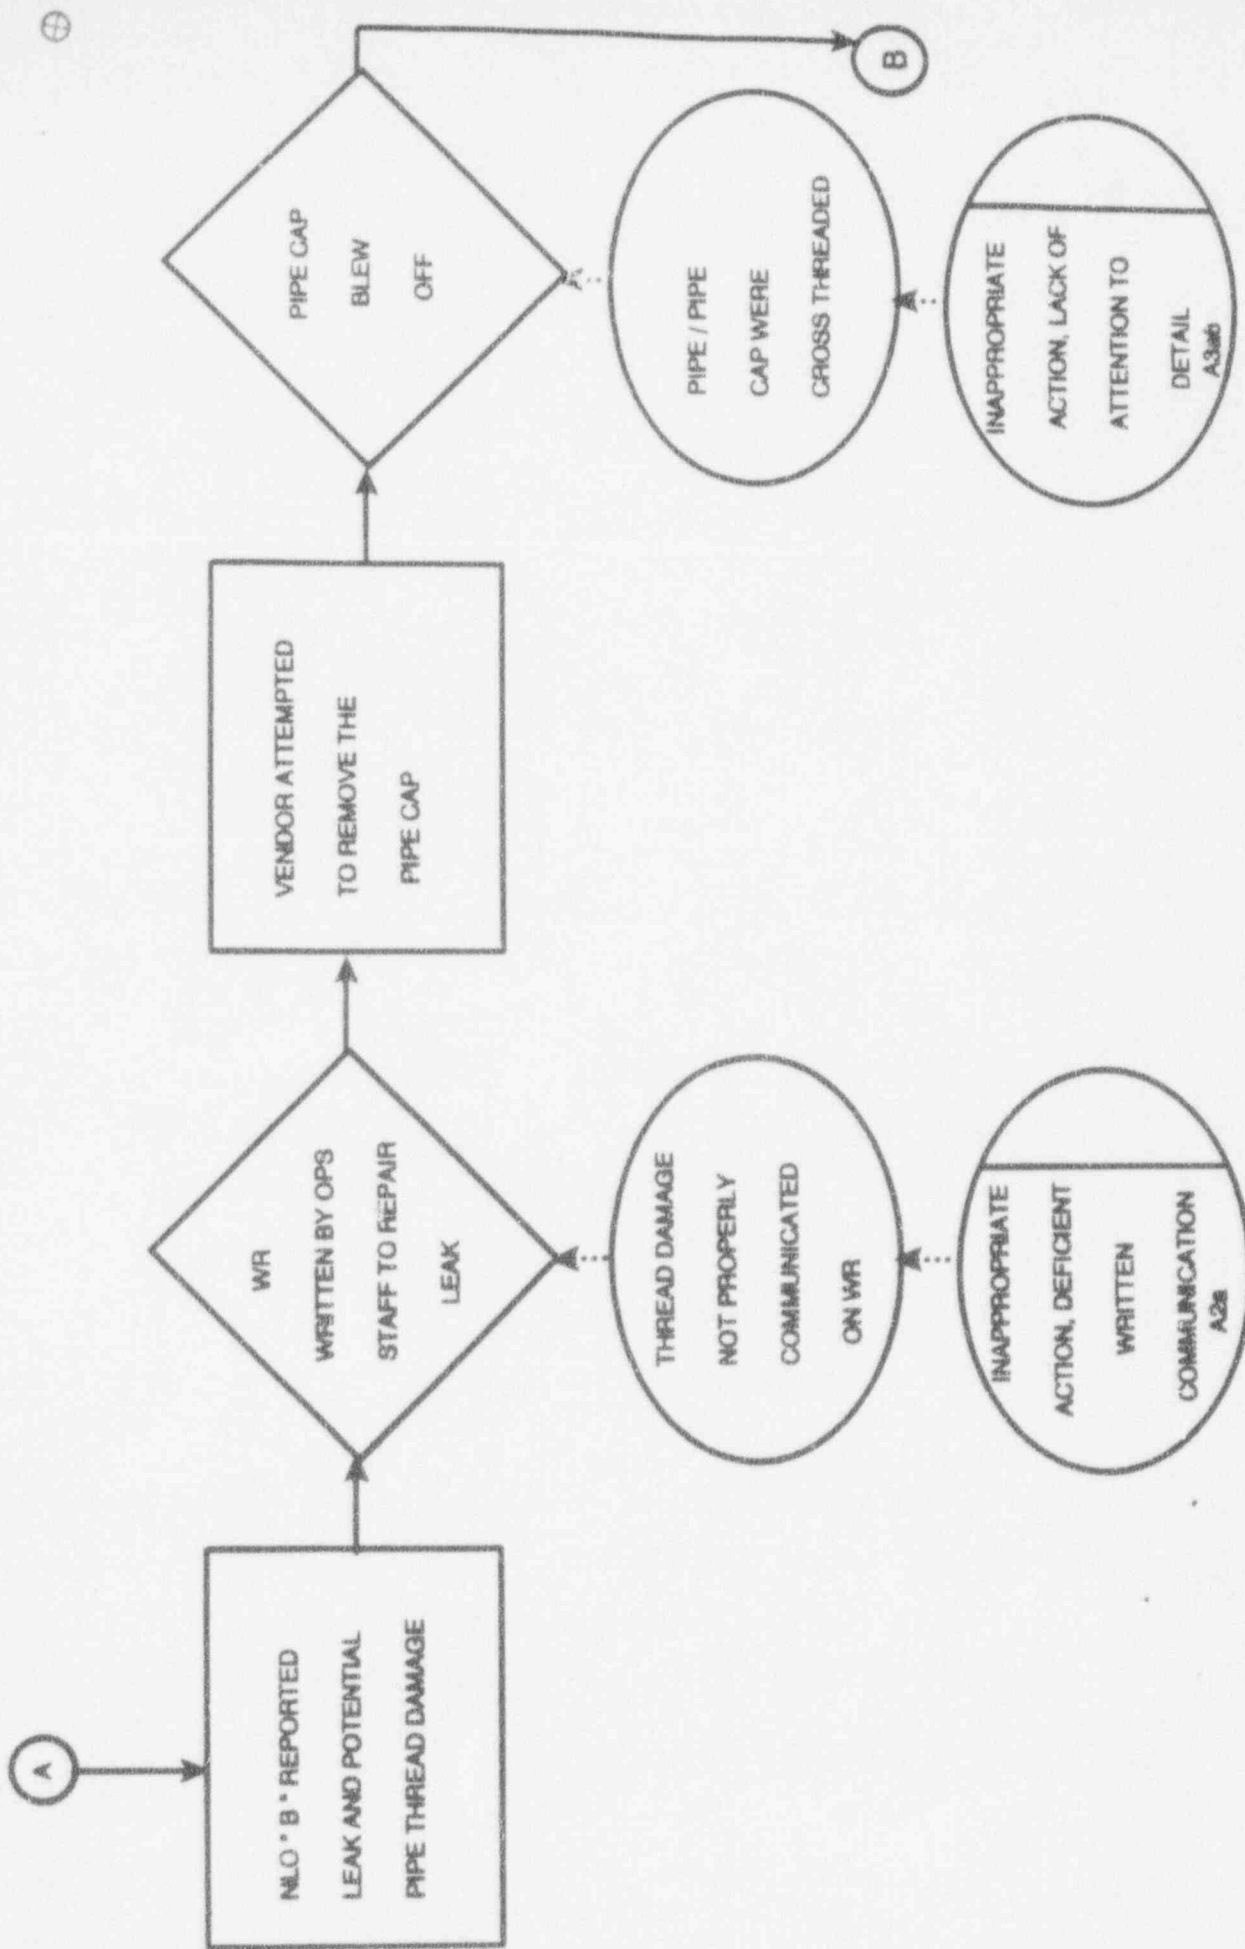 A
NLO " B " REPORTED
LEAK AND POTENTIAL
PIPE THREAD DAMAGE
WR
WRITTEN BY OPS
STAFF TO REPAIR
LEAK
THREAD DAMAGE
NOT PROPERLY
COMMUNICATED
ON WR
INAPPROPRIATE
ACTION, DEFICIENT
WRITTEN
COMMUNICATION
A2a
VENDOR ATTEMPTED
TO REMOVE THE
PIPE CAP
PIPE CAP
BLEW
OFF
PIPE / PIPE
CAP WERE
CROSS THREADED
INAPPROPRIATE
ACTION, LACK OF
ATTENTION TO
DETAIL
A3ab
B